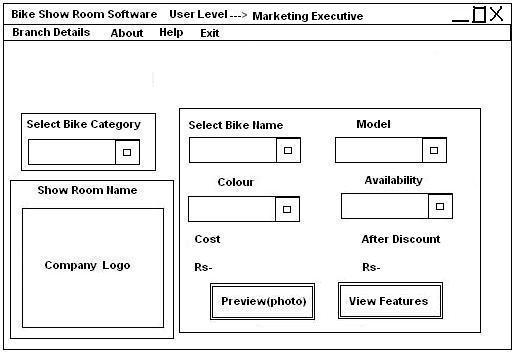 Bike Show Room Software User Level ---> Marketing Executive
Branch Details About Help Exit
Select Bike Category
Select Bike Name Model
Show Room Name
Colour Availability
Company Logo
Cost After Discount
Rs- Rs-
Preview(photo) View Features